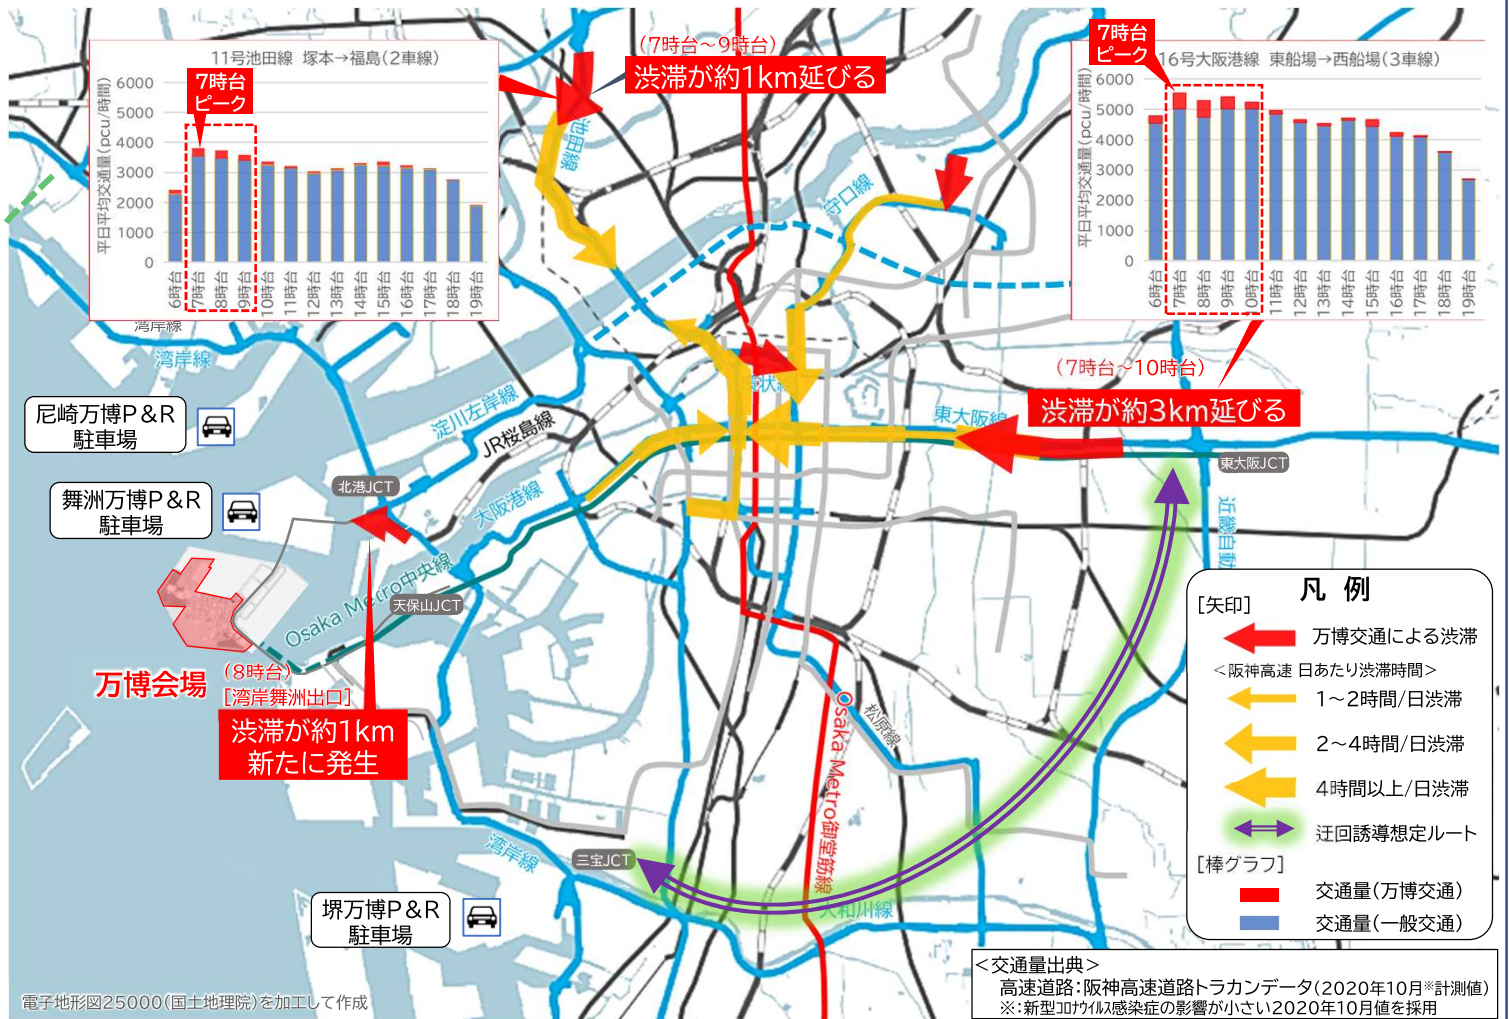 11号池田線 塚本→福島(2車線)
平日平均交通量(pcu/時間)
6000
5000
4000
3000
2000
1000
0
7時台
ピーク
6時台
7時台
8時台
9時台
10時台
11時台
12時台
13時台
14時台
15時台
16時台
17時台
18時台
19時台
(7時台~9時台)
渋滞が約1km延びる
16号大阪港線 東船場→西船場(3車線)
平日平均交通量(pcu/時間)
6000
5000
4000
3000
2000
1000
0
7時台
ピーク
6時台
7時台
8時台
9時台
10時台
11時台
12時台
13時台
14時台
15時台
16時台
17時台
18時台
19時台
(7時台~10時台)
渋滞が約3km延びる
池田線
守口線
湾岸線
湾岸線
淀川左岸線
JR桜島線
環状線
東大阪線
東大阪JCT
尼崎万博P&R
駐車場
舞洲万博P&R
駐車場
北港JCT
大阪港線
近畿自動
Osaka Metro中央線
天保山JCT
万博会場
(8時台)
[湾岸舞洲出口]
渋滞が約1km
新たに発生
Osaka Metro御堂筋線
松原線
湾岸線
三宝JCT
大和川線
堺万博P&R
駐車場
凡 例
[矢印]
万博交通による渋滞
<阪神高速 日あたり渋滞時間>
1~2時間/日渋滞
2~4時間/日渋滞
4時間以上/日渋滞
迂回誘導想定ルート
[棒グラフ]
交通量(万博交通)
交通量(一般交通)
<交通量出典>
高速道路:阪神高速道路トラカンデータ(2020年10月※計測値)
※:新型コロナウイルス感染症の影響が小さい2020年10月値を採用
電子地形図25000(国土地理院)を加工して作成